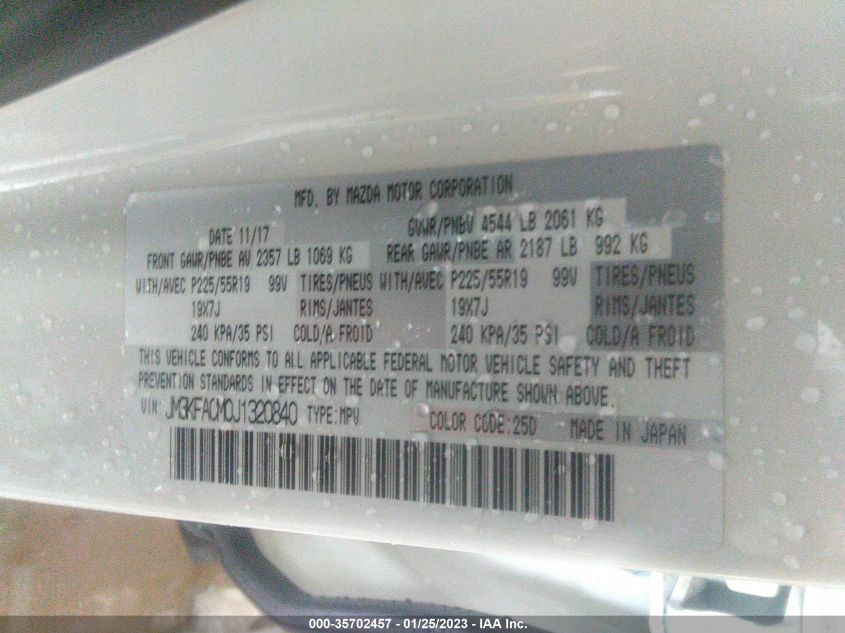 MFD. BY MAZDA MOTOR CORPORATION
DATE 11/17 GVWR/PNBV 4544 LB 2061 KG
FRONT GAWR/PNBE AV 2357 LB 1069 KG REAR GAWR/PNBE AR 2187 LB 992 KG
WITH/AVEC P225/55R19 99V TIRES/PNEUS WITH/AVEC P225/55R19 99V TIRES/PNEUS
19X7J RIMS/JANTES 19X7J RIMS/JANTES
240 KPA/35 PSI COLD/A FROID 240 KPA/35 PSI COLD/A FROID
THIS VEHICLE CONFORMS TO ALL APPLICABLE FEDERAL MOTOR VEHICLE SAFETY AND THEFT
PREVENTION STANDARDS IN EFFECT ON THE DATE OF MANUFACTURE SHOWN ABOVE.
VIN: JM3KFACM0J1320840 TYPE:MPV COLOR CODE:25D MADE IN JAPAN
000-35702457 - 01/25/2023 - IAA Inc.